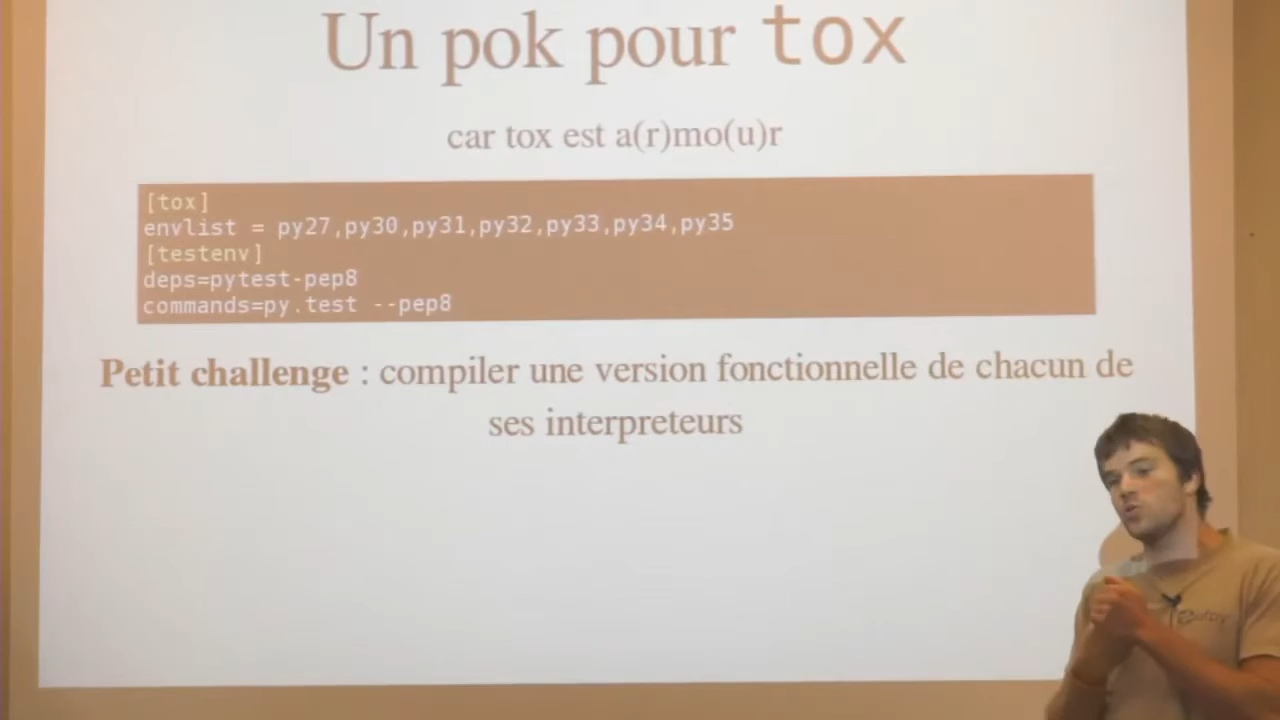 Un pok pour tox
car tox est a(r)mo(u)r
[tox]
envlist = py27,py30,py31,py32,py33,py34,py35
[testenv]
deps=pytest-pep8
commands=py.test --pep8
Petit challenge : compiler une version fonctionnelle de chacun de
ses interpreteurs